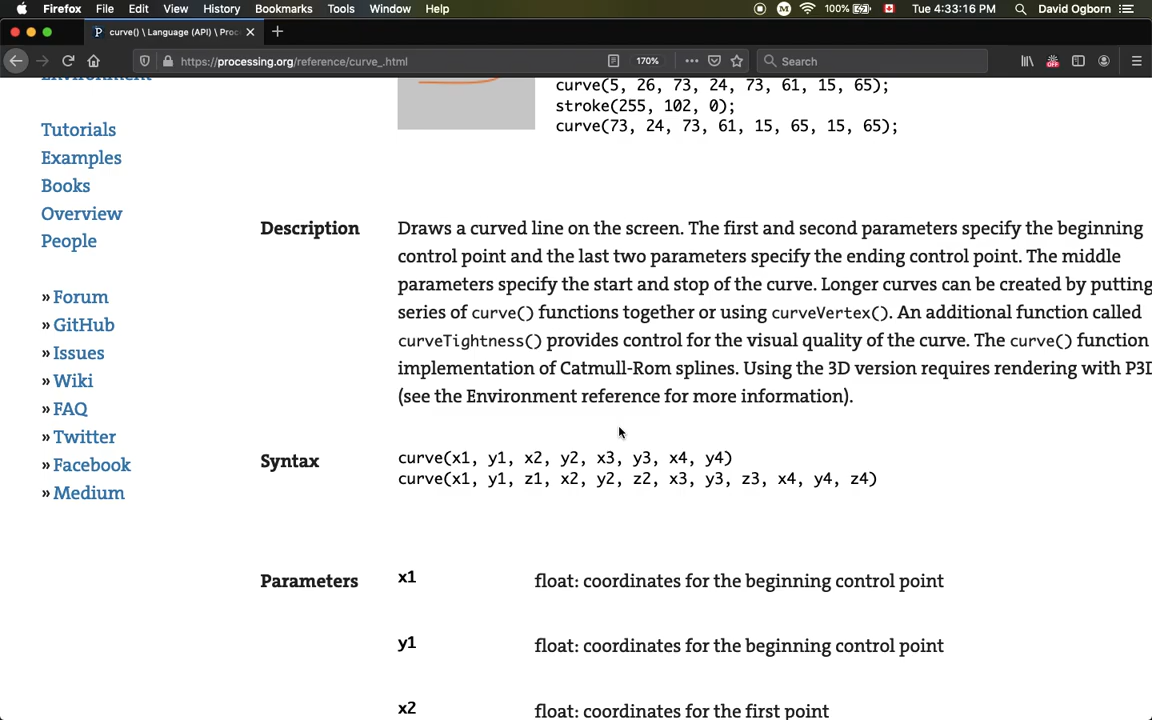 Firefox File Edit View History Bookmarks Tools Window Help 100% Tue 4:33:16 PM David Ogborn
curve() \ Language (API) \ Proc
https://processing.org/reference/curve_.html 170% Search
Environment
Tutorials
Examples
Books
Overview
People
» Forum
» GitHub
» Issues
» Wiki
» FAQ
» Twitter
» Facebook
» Medium
curve(5, 26, 73, 24, 73, 61, 15, 65);
stroke(255, 102, 0);
curve(73, 24, 73, 61, 15, 65, 15, 65);
Description
Draws a curved line on the screen. The first and second parameters specify the beginning
control point and the last two parameters specify the ending control point. The middle
parameters specify the start and stop of the curve. Longer curves can be created by putting
series of curve() functions together or using curveVertex(). An additional function called
curveTightness() provides control for the visual quality of the curve. The curve() function
implementation of Catmull-Rom splines. Using the 3D version requires rendering with P3D
(see the Environment reference for more information).
Syntax
curve(x1, y1, x2, y2, x3, y3, x4, y4)
curve(x1, y1, z1, x2, y2, z2, x3, y3, z3, x4, y4, z4)
Parameters
x1 float: coordinates for the beginning control point
y1 float: coordinates for the beginning control point
x2 float: coordinates for the first point